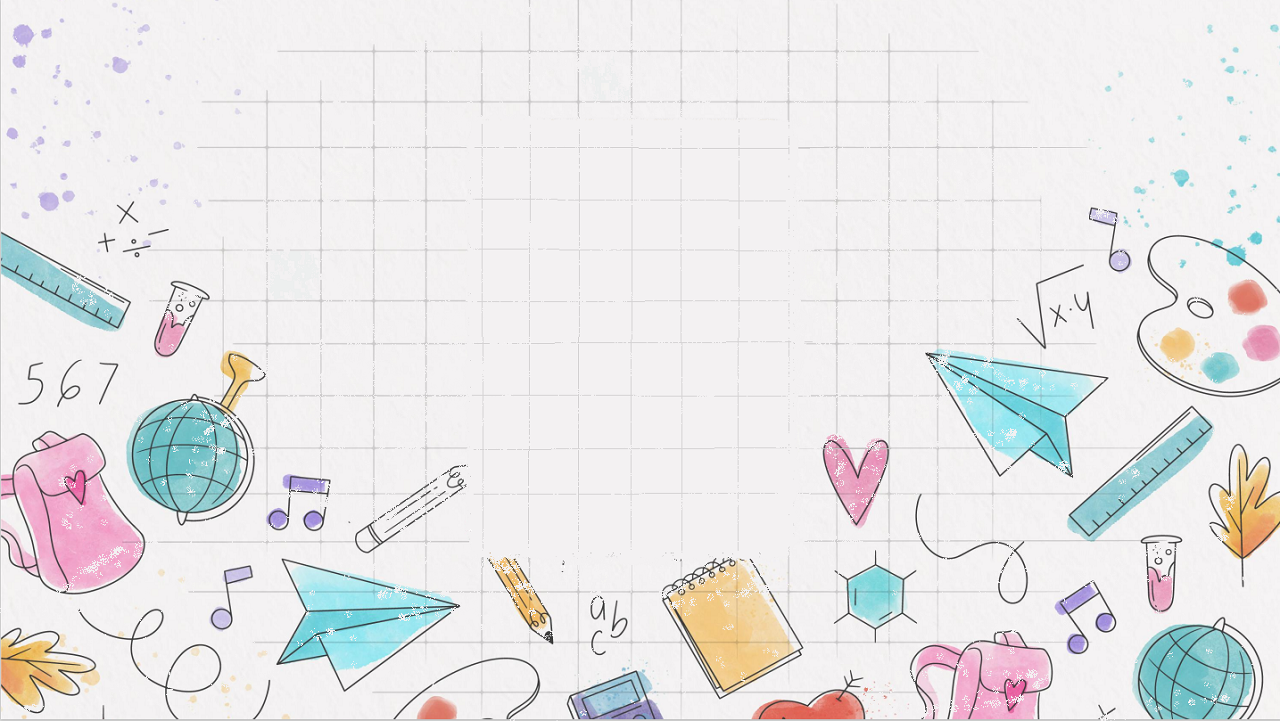 × + ÷ −
√x·y
567
ab
c